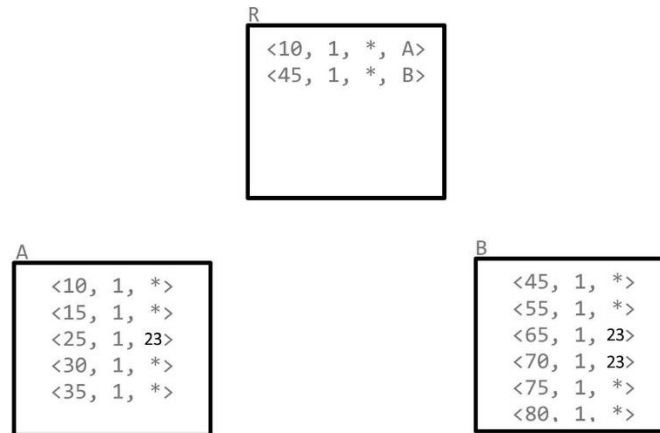 R
<10, 1, *, A>
<45, 1, *, B>
A
<10, 1, *>
<15, 1, *>
<25, 1, 23>
<30, 1, *>
<35, 1, *>
B
<45, 1, *>
<55, 1, *>
<65, 1, 23>
<70, 1, 23>
<75, 1, *>
<80, 1, *>